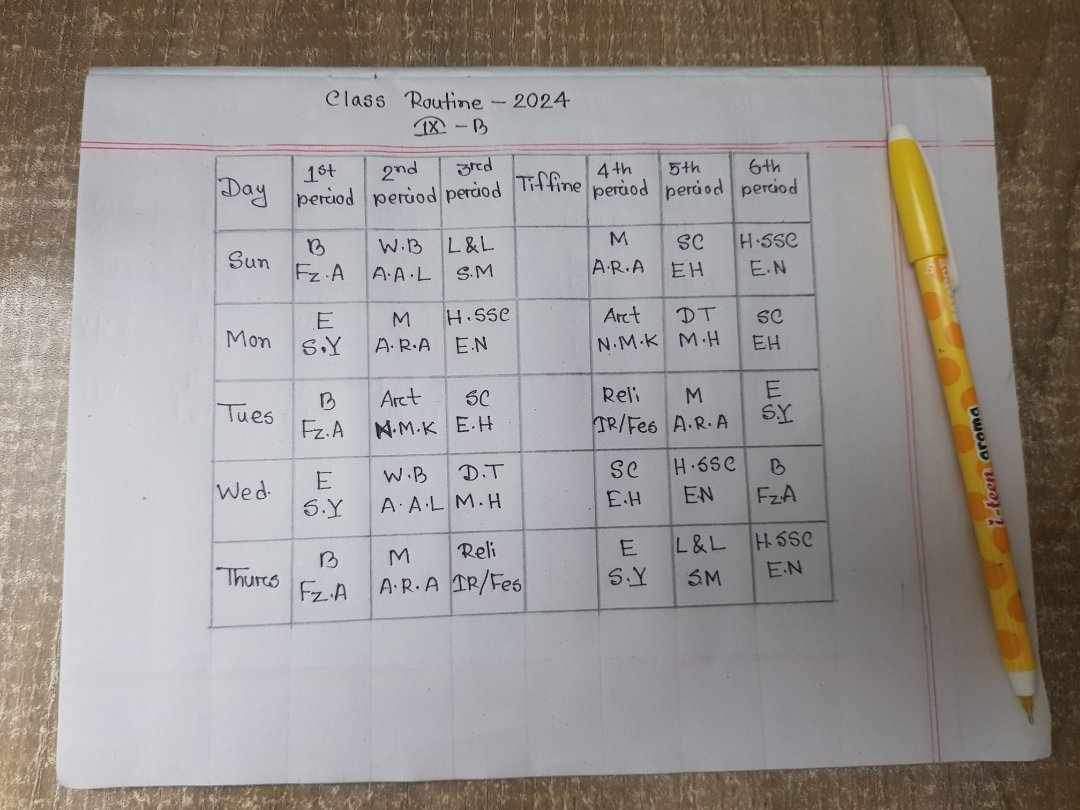 Class Routine - 2024
IX - B
Day 1st period 2nd period 3rd period Tiffine 4th period 5th period 6th period
Sun B W.B L&L M SC H.SSC
Fz.A A.A.L S.M A.R.A EH E.N
Mon E M H.SSC Art DT SC
S.Y A.R.A E.N N.M.K M.H EH
Tues B Art SC Reli M E
Fz.A N.M.K E.H IR/Fes A.R.A S.Y
Wed. E W.B D.T SC H.SSC B
S.Y A.A.L M.H E.H EN Fz.A
Thurs B M Reli E L&L H.SSC
Fz.A A.R.A IR/Fes S.Y SM E.N
i-teen aroma